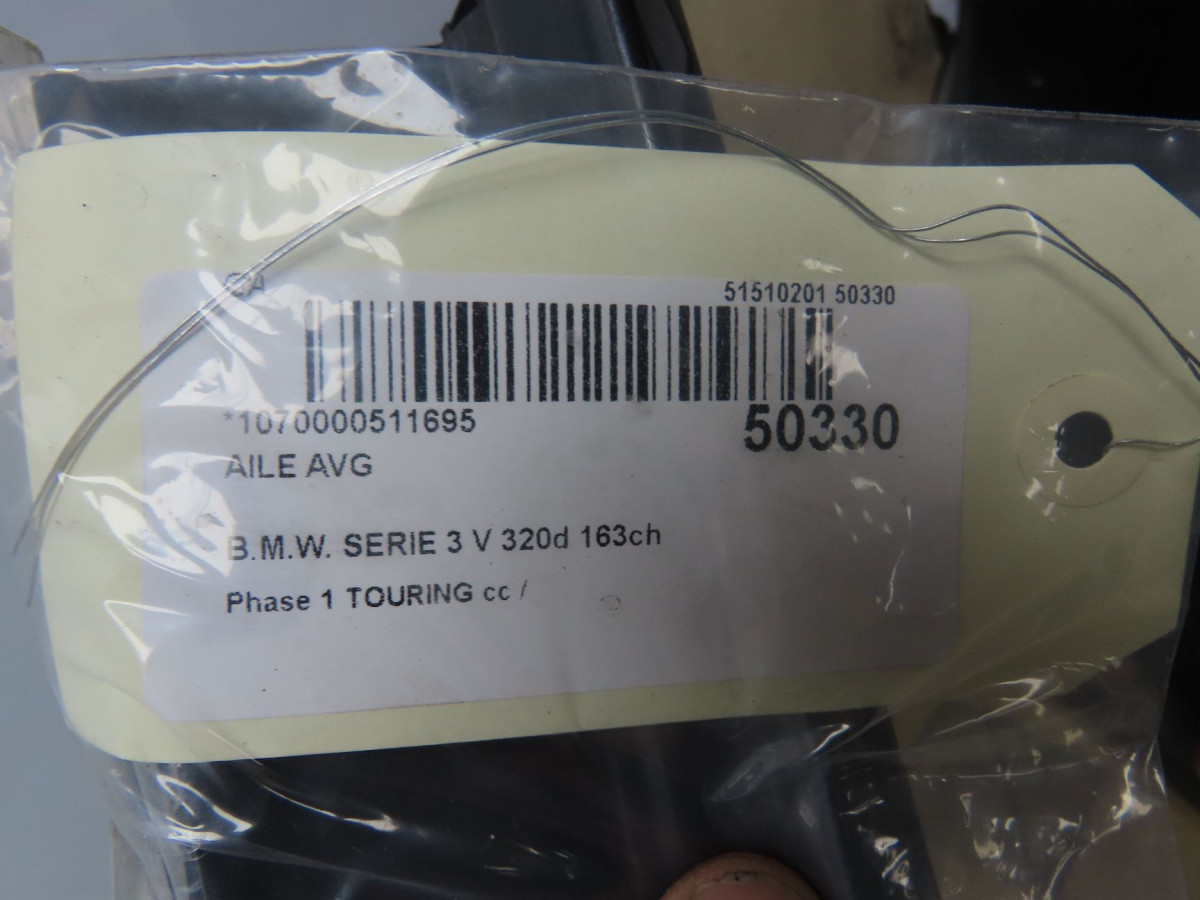 51510201 50330
*1070000511695
50330
AILE AVG
B.M.W. SERIE 3 V 320d 163ch
Phase 1 TOURING cc /